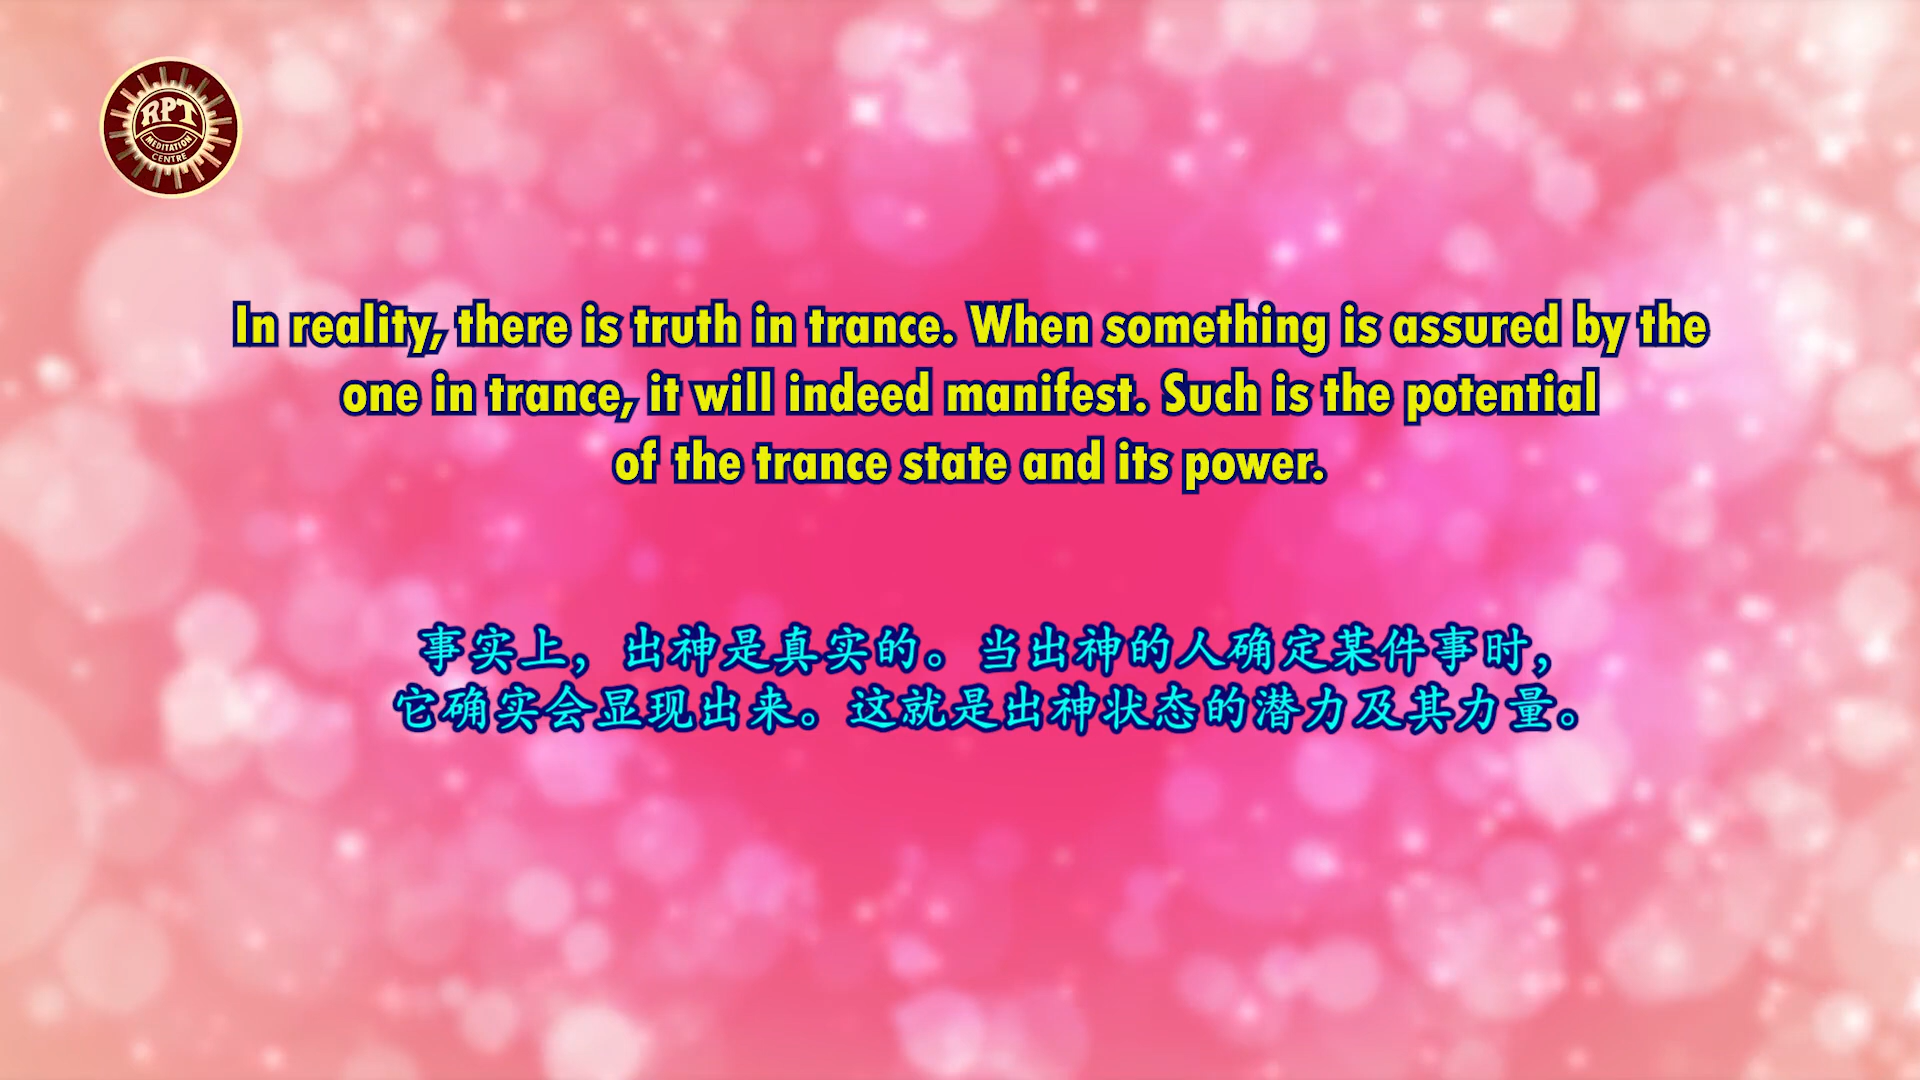 RPT
MEDITATION
CENTRE
In reality, there is truth in trance. When something is assured by the
one in trance, it will indeed manifest. Such is the potential
of the trance state and its power.
事实上，出神是真实的。当出神的人确定某件事时，
它确实会显现出来。这就是出神状态的潜力及其力量。